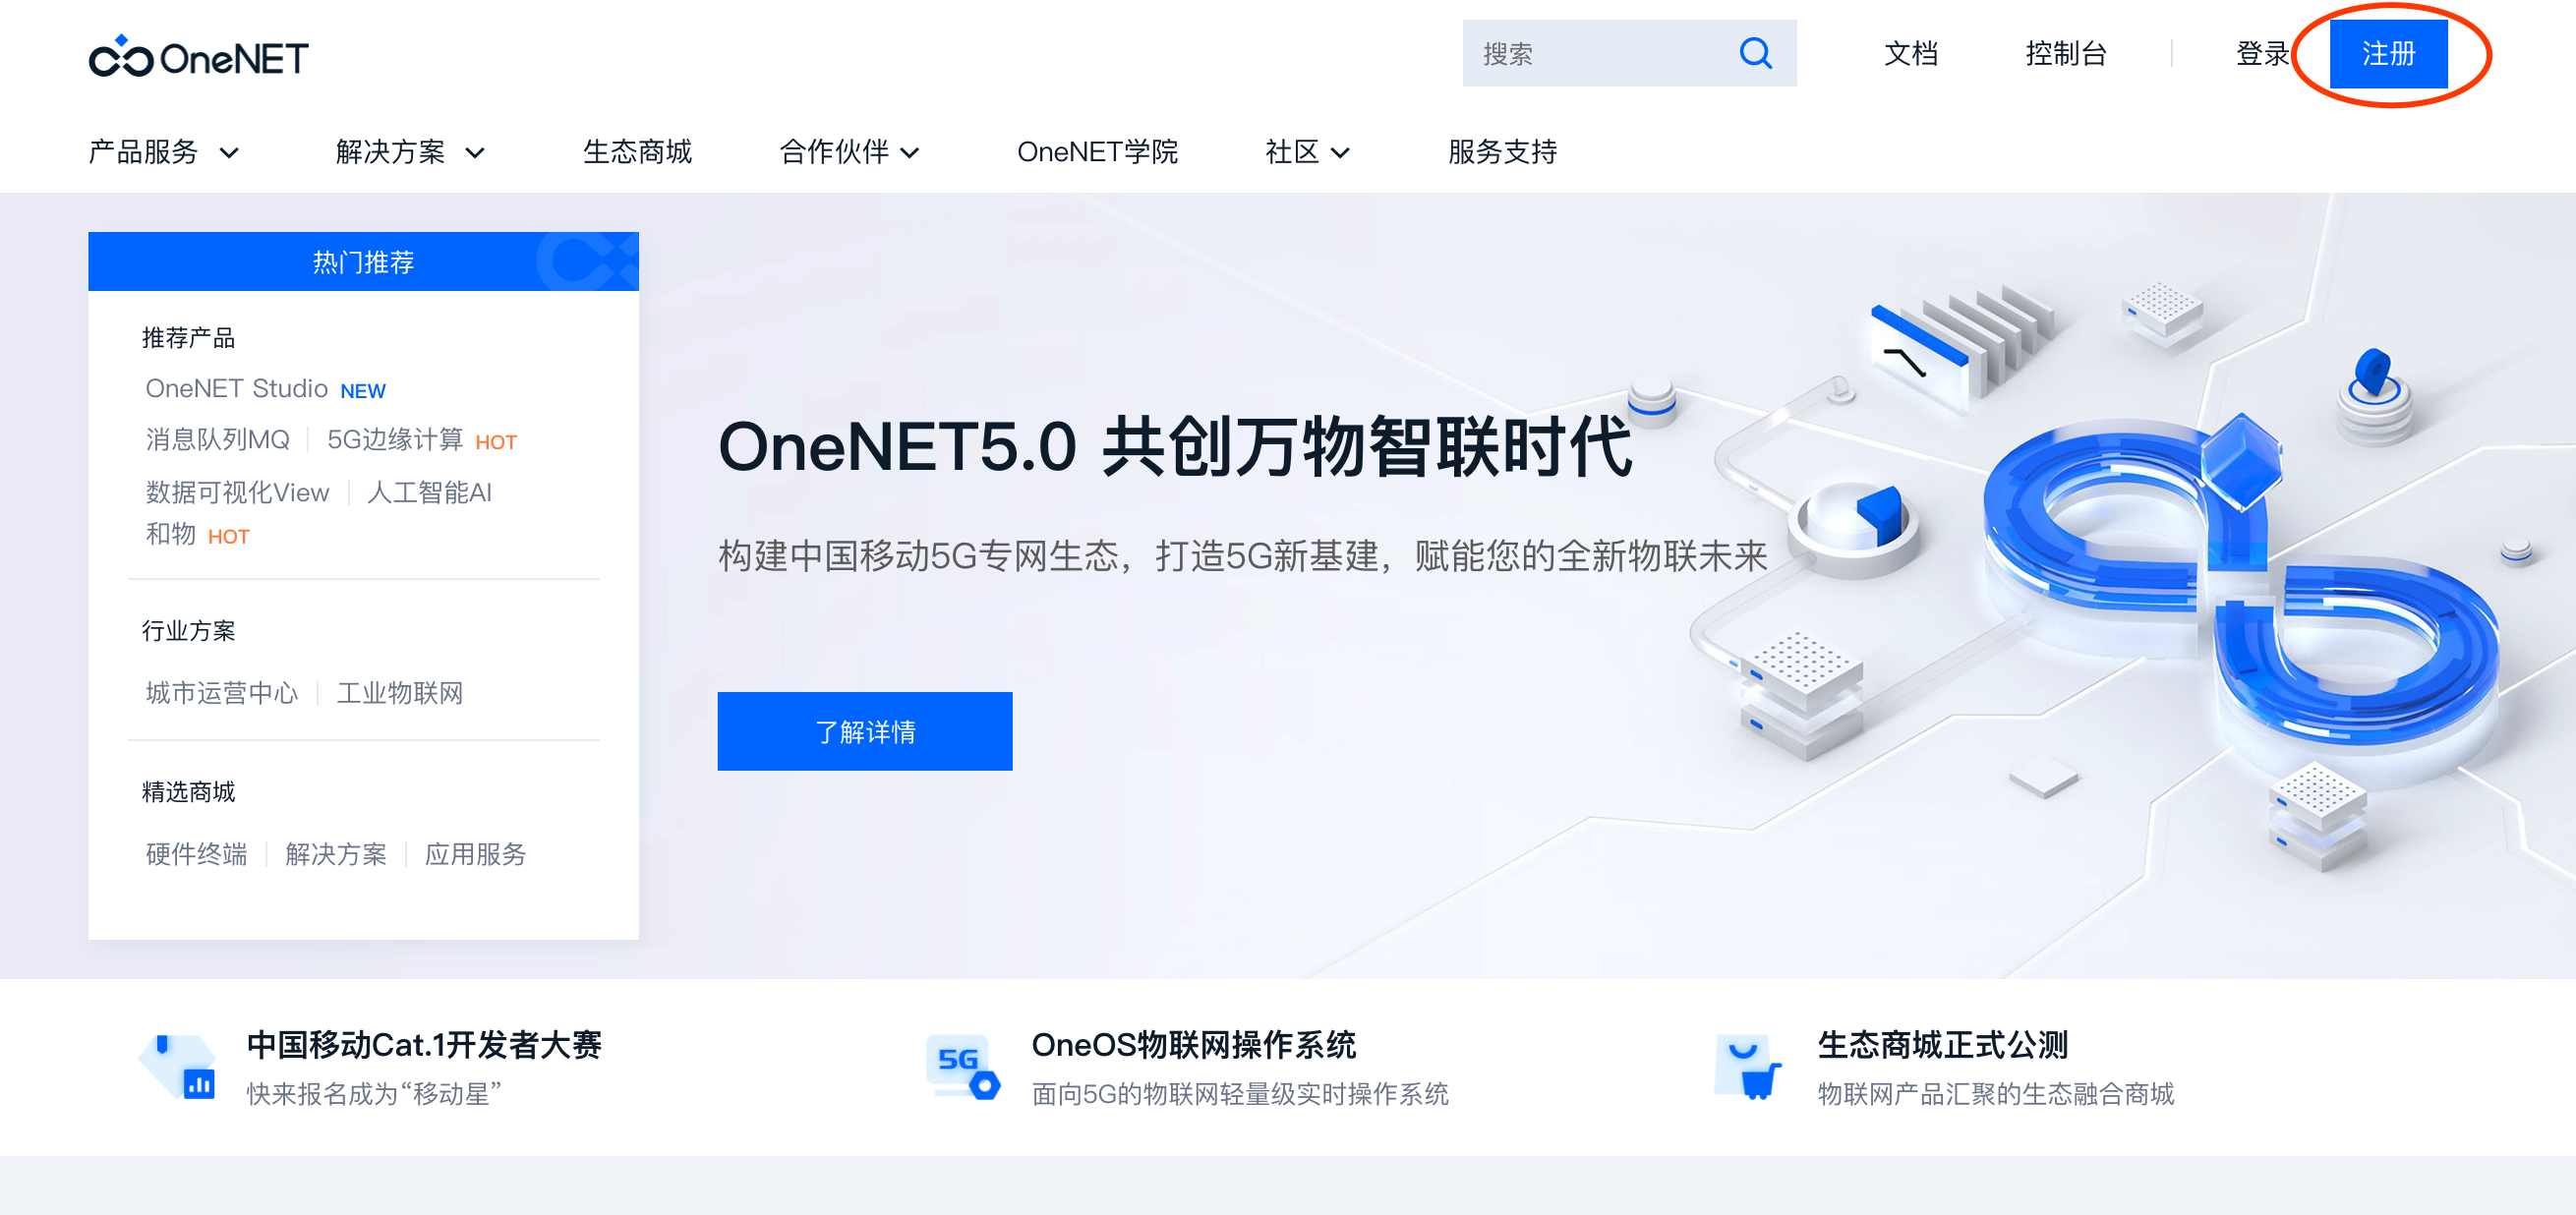 OneNET
搜索
文档 控制台 登录 注册
产品服务 解决方案 生态商城 合作伙伴 OneNET学院 社区 服务支持
热门推荐
推荐产品
OneNET Studio NEW
消息队列MQ 5G边缘计算 HOT
数据可视化View 人工智能AI
和物 HOT
行业方案
城市运营中心 工业物联网
精选商城
硬件终端 解决方案 应用服务
OneNET5.0 共创万物智联时代
构建中国移动5G专网生态，打造5G新基建，赋能您的全新物联未来
了解详情
中国移动Cat.1开发者大赛
快来报名成为“移动星”
5G
OneOS物联网操作系统
面向5G的物联网轻量级实时操作系统
生态商城正式公测
物联网产品汇聚的生态融合商城